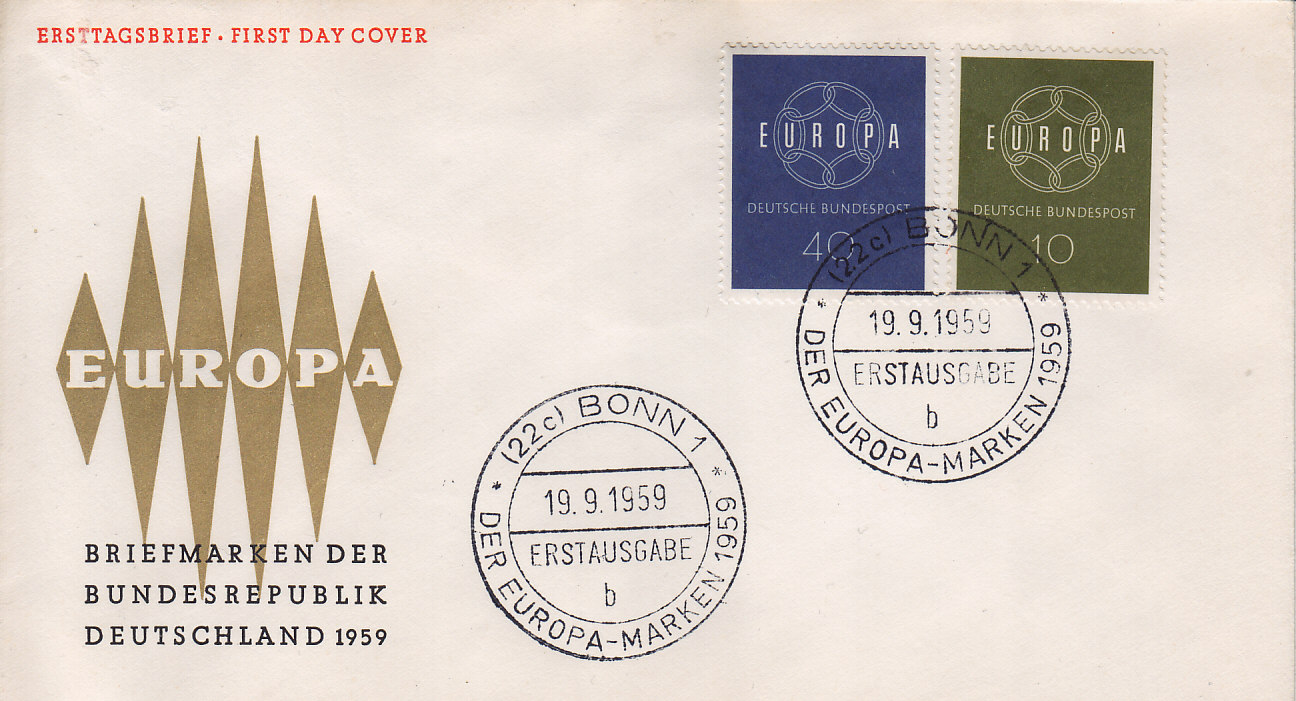 ERSTTAGSBRIEF · FIRST DAY COVER
EUROPA
DEUTSCHE BUNDESPOST
40
EUROPA
DEUTSCHE BUNDESPOST
10
(22c) BONN 1
19.9.1959
ERSTAUSGABE
b
* DER EUROPA-MARKEN 1959 *
EUROPA
(22c) BONN 1
19.9.1959
ERSTAUSGABE
b
* DER EUROPA-MARKEN 1959 *
BRIEFMARKEN DER
BUNDESREPUBLIK
DEUTSCHLAND 1959